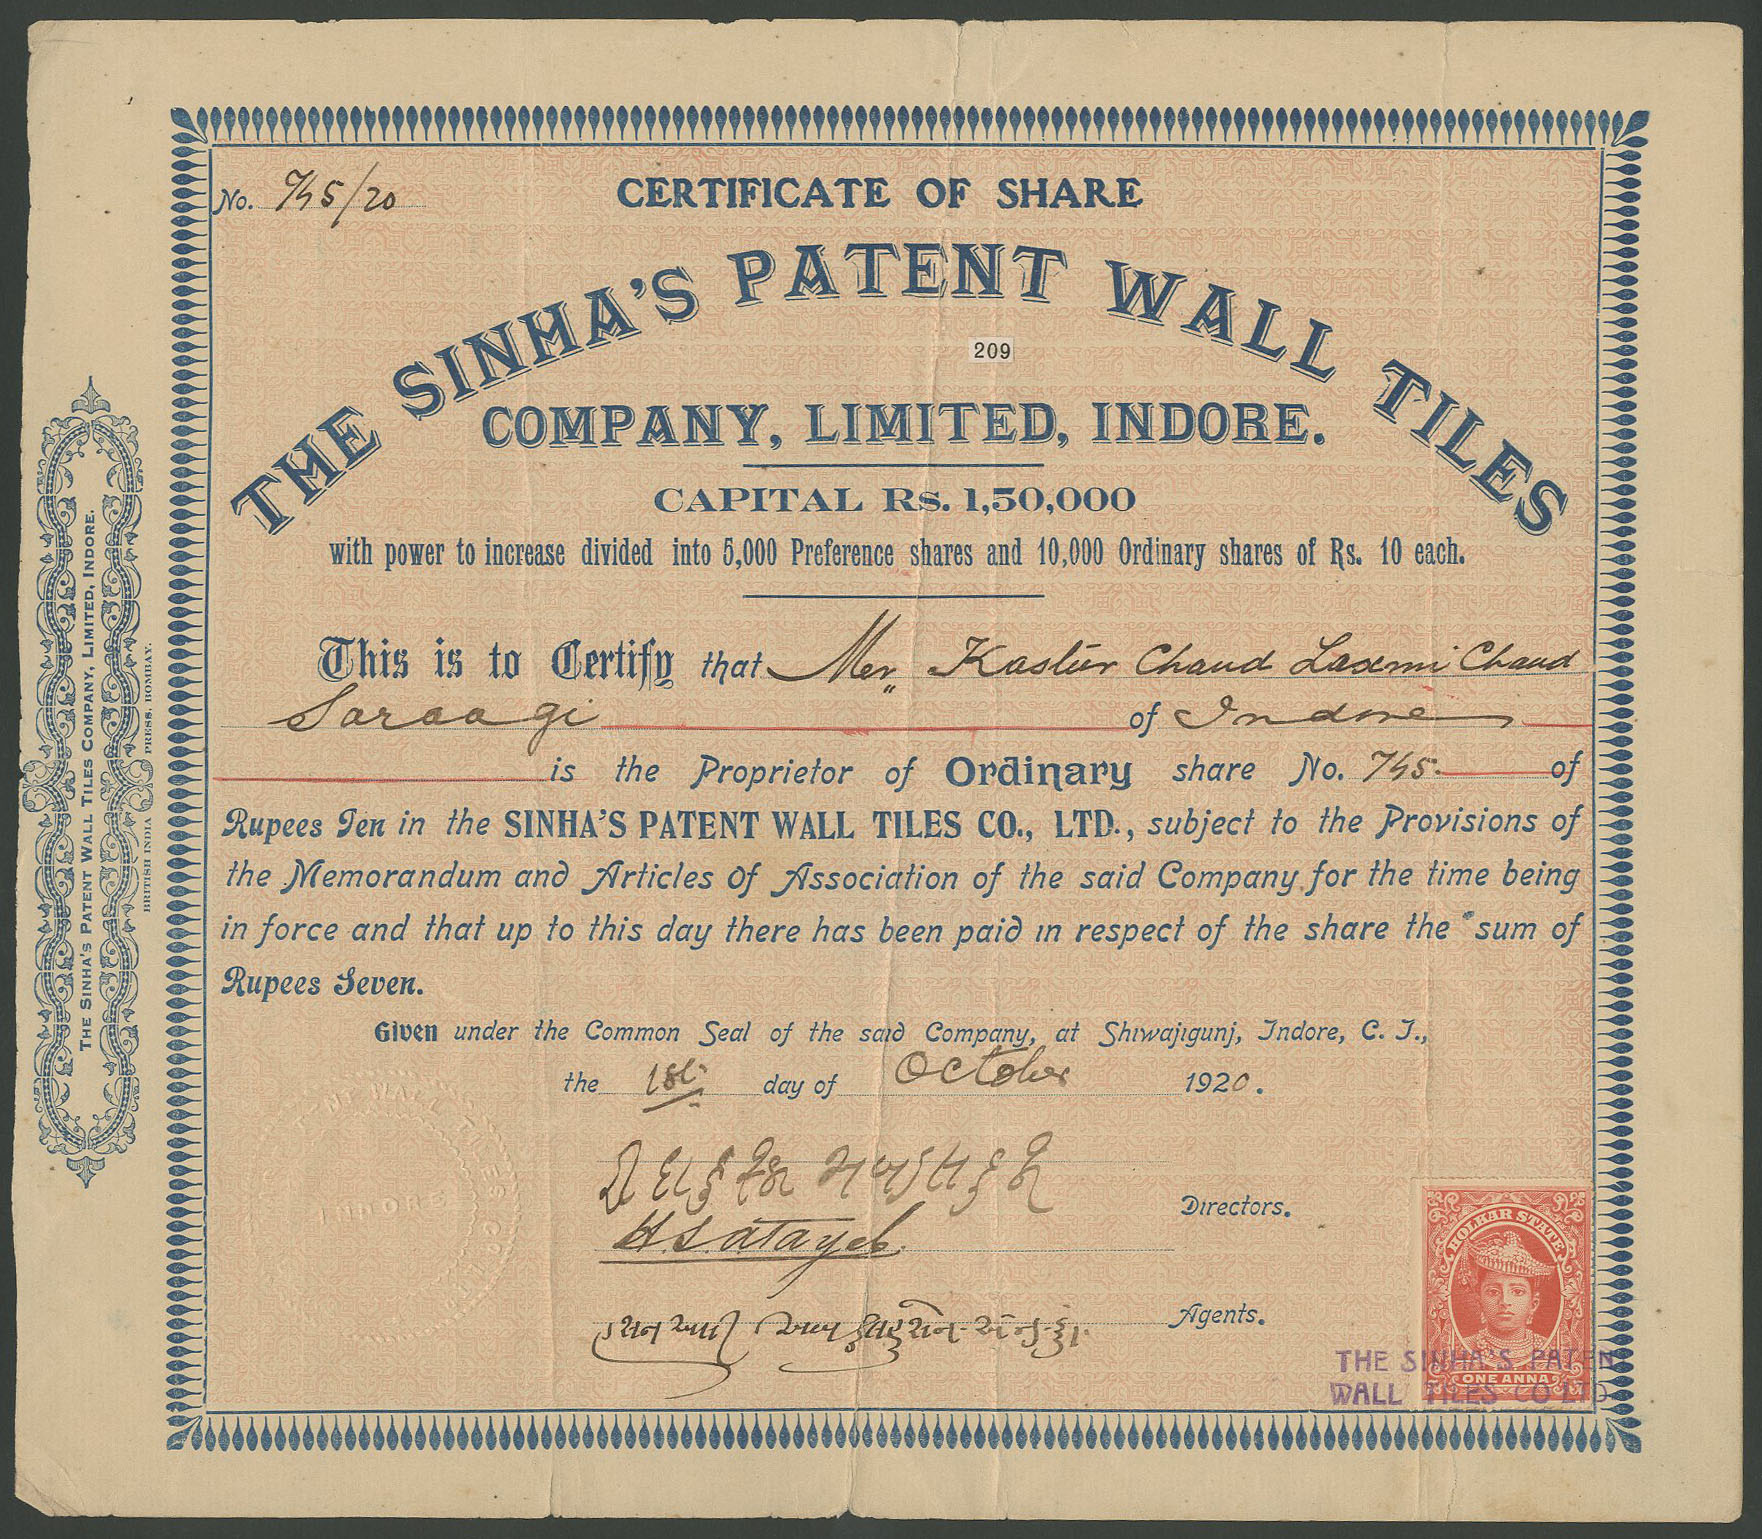 No. 745/20
CERTIFICATE OF SHARE
THE SINHA'S PATENT WALL TILES
209
COMPANY, LIMITED, INDORE.
CAPITAL RS. 1,50,000
with power to increase divided into 5,000 Preference shares and 10,000 Ordinary shares of Rs. 10 each.
This is to Certify that Mer,, Kastur Chand Laxmi Chand
Saraagi of Indore
is the Proprietor of Ordinary share No. 745. of
Rupees Ten in the SINHA'S PATENT WALL TILES CO., LTD., subject to the Provisions of
the Memorandum and Articles of Association of the said Company for the time being
in force and that up to this day there has been paid in respect of the share the sum of
Rupees Seven.
Given under the Common Seal of the said Company, at Shiwajigunj, Indore, C. I.,
the 1st. day of October 1920.
Directors.
Agents.
HOLKAR STATE
ONE ANNA
THE SINHA'S PATEN
WALL TILES CO LTD
INDORE
THE SINHA'S PATENT WALL TILES COMPANY, LIMITED, INDORE.
BRITISH INDIA PRESS, BOMBAY.